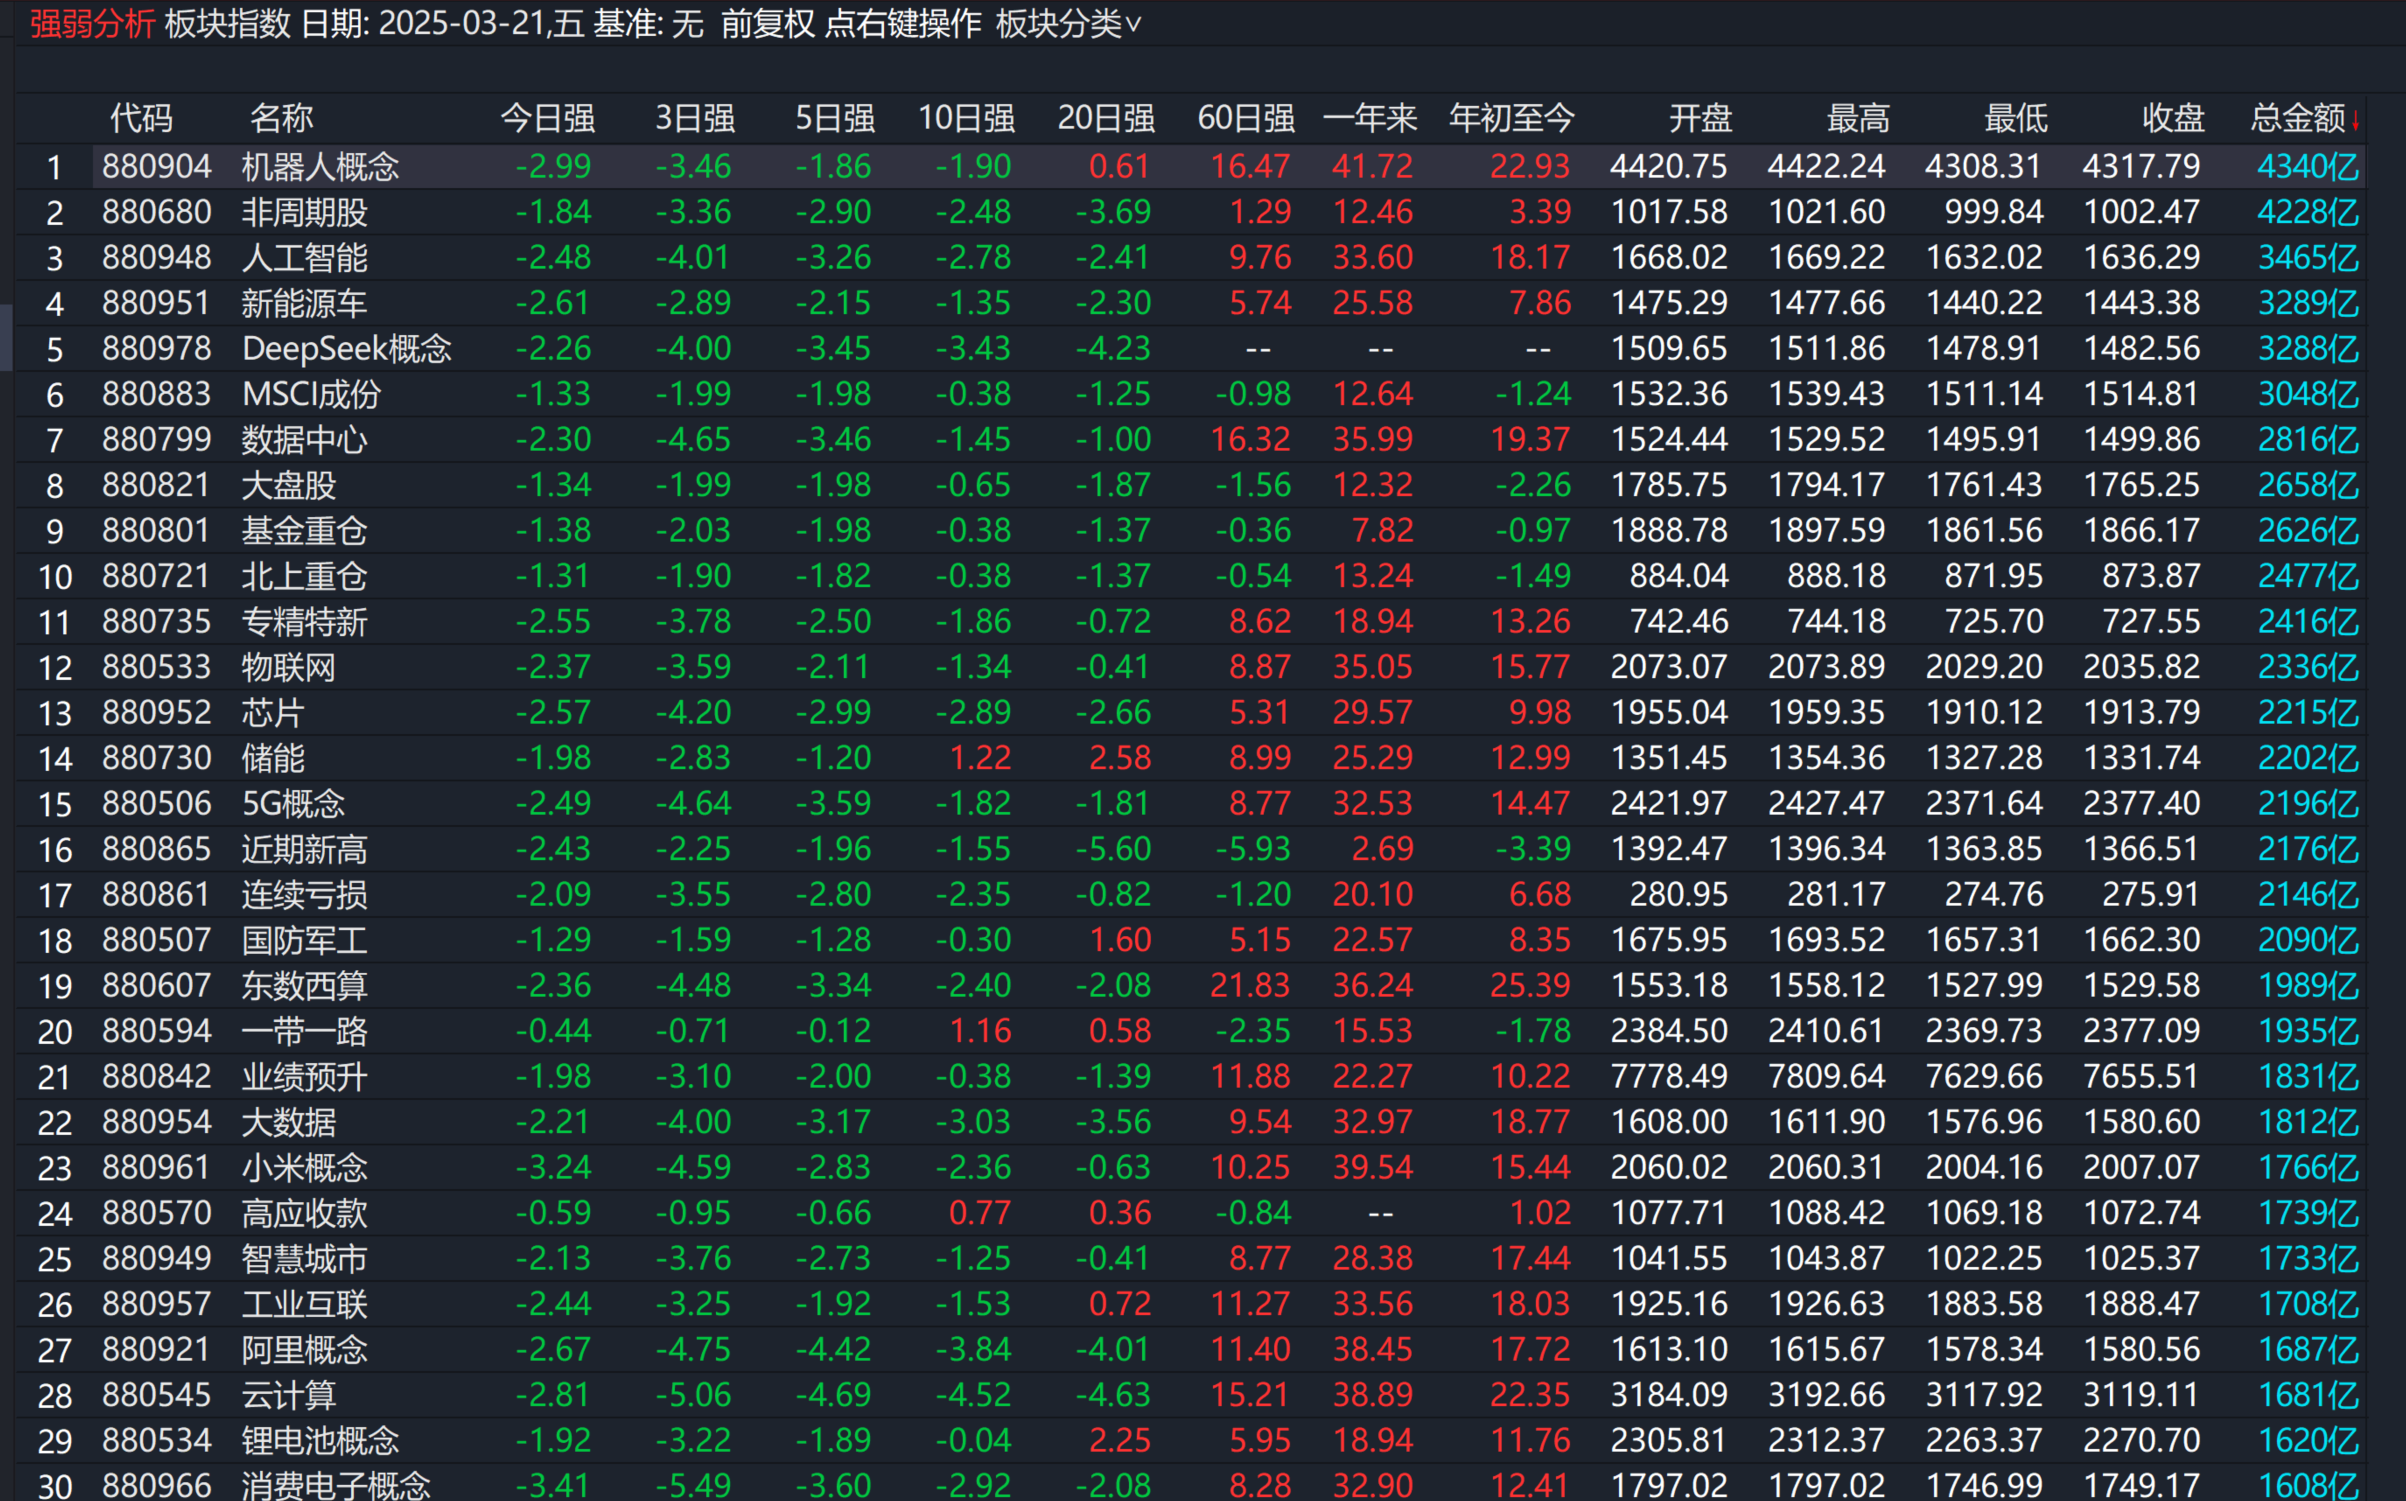 强弱分析 板块指数 日期: 2025-03-21,五 基准: 无 前复权 点右键操作 板块分类˅
代码 名称 今日强 3日强 5日强 10日强 20日强 60日强 一年来 年初至今 开盘 最高 最低 收盘 总金额↓
1 880904 机器人概念 -2.99 -3.46 -1.86 -1.90 0.61 16.47 41.72 22.93 4420.75 4422.24 4308.31 4317.79 4340亿
2 880680 非周期股 -1.84 -3.36 -2.90 -2.48 -3.69 1.29 12.46 3.39 1017.58 1021.60 999.84 1002.47 4228亿
3 880948 人工智能 -2.48 -4.01 -3.26 -2.78 -2.41 9.76 33.60 18.17 1668.02 1669.22 1632.02 1636.29 3465亿
4 880951 新能源车 -2.61 -2.89 -2.15 -1.35 -2.30 5.74 25.58 7.86 1475.29 1477.66 1440.22 1443.38 3289亿
5 880978 DeepSeek概念 -2.26 -4.00 -3.45 -3.43 -4.23 -- -- -- 1509.65 1511.86 1478.91 1482.56 3288亿
6 880883 MSCI成份 -1.33 -1.99 -1.98 -0.38 -1.25 -0.98 12.64 -1.24 1532.36 1539.43 1511.14 1514.81 3048亿
7 880799 数据中心 -2.30 -4.65 -3.46 -1.45 -1.00 16.32 35.99 19.37 1524.44 1529.52 1495.91 1499.86 2816亿
8 880821 大盘股 -1.34 -1.99 -1.98 -0.65 -1.87 -1.56 12.32 -2.26 1785.75 1794.17 1761.43 1765.25 2658亿
9 880801 基金重仓 -1.38 -2.03 -1.98 -0.38 -1.37 -0.36 7.82 -0.97 1888.78 1897.59 1861.56 1866.17 2626亿
10 880721 北上重仓 -1.31 -1.90 -1.82 -0.38 -1.37 -0.54 13.24 -1.49 884.04 888.18 871.95 873.87 2477亿
11 880735 专精特新 -2.55 -3.78 -2.50 -1.86 -0.72 8.62 18.94 13.26 742.46 744.18 725.70 727.55 2416亿
12 880533 物联网 -2.37 -3.59 -2.11 -1.34 -0.41 8.87 35.05 15.77 2073.07 2073.89 2029.20 2035.82 2336亿
13 880952 芯片 -2.57 -4.20 -2.99 -2.89 -2.66 5.31 29.57 9.98 1955.04 1959.35 1910.12 1913.79 2215亿
14 880730 储能 -1.98 -2.83 -1.20 1.22 2.58 8.99 25.29 12.99 1351.45 1354.36 1327.28 1331.74 2202亿
15 880506 5G概念 -2.49 -4.64 -3.59 -1.82 -1.81 8.77 32.53 14.47 2421.97 2427.47 2371.64 2377.40 2196亿
16 880865 近期新高 -2.43 -2.25 -1.96 -1.55 -5.60 -5.93 2.69 -3.39 1392.47 1396.34 1363.85 1366.51 2176亿
17 880861 连续亏损 -2.09 -3.55 -2.80 -2.35 -0.82 -1.20 20.10 6.68 280.95 281.17 274.76 275.91 2146亿
18 880507 国防军工 -1.29 -1.59 -1.28 -0.30 1.60 5.15 22.57 8.35 1675.95 1693.52 1657.31 1662.30 2090亿
19 880607 东数西算 -2.36 -4.48 -3.34 -2.40 -2.08 21.83 36.24 25.39 1553.18 1558.12 1527.99 1529.58 1989亿
20 880594 一带一路 -0.44 -0.71 -0.12 1.16 0.58 -2.35 15.53 -1.78 2384.50 2410.61 2369.73 2377.09 1935亿
21 880842 业绩预升 -1.98 -3.10 -2.00 -0.38 -1.39 11.88 22.27 10.22 7778.49 7809.64 7629.66 7655.51 1831亿
22 880954 大数据 -2.21 -4.00 -3.17 -3.03 -3.56 9.54 32.97 18.77 1608.00 1611.90 1576.96 1580.60 1812亿
23 880961 小米概念 -3.24 -4.59 -2.83 -2.36 -0.63 10.25 39.54 15.44 2060.02 2060.31 2004.16 2007.07 1766亿
24 880570 高应收款 -0.59 -0.95 -0.66 0.77 0.36 -0.84 -- 1.02 1077.71 1088.42 1069.18 1072.74 1739亿
25 880949 智慧城市 -2.13 -3.76 -2.73 -1.25 -0.41 8.77 28.38 17.44 1041.55 1043.87 1022.25 1025.37 1733亿
26 880957 工业互联 -2.44 -3.25 -1.92 -1.53 0.72 11.27 33.56 18.03 1925.16 1926.63 1883.58 1888.47 1708亿
27 880921 阿里概念 -2.67 -4.75 -4.42 -3.84 -4.01 11.40 38.45 17.72 1613.10 1615.67 1578.34 1580.56 1687亿
28 880545 云计算 -2.81 -5.06 -4.69 -4.52 -4.63 15.21 38.89 22.35 3184.09 3192.66 3117.92 3119.11 1681亿
29 880534 锂电池概念 -1.92 -3.22 -1.89 -0.04 2.25 5.95 18.94 11.76 2305.81 2312.37 2263.37 2270.70 1620亿
30 880966 消费电子概念 -3.41 -5.49 -3.60 -2.92 -2.08 8.28 32.90 12.41 1797.02 1797.02 1746.99 1749.17 1608亿